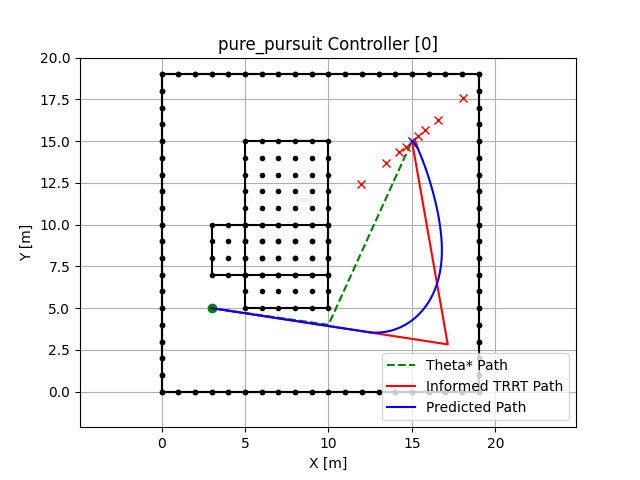 pure_pursuit Controller [0]
20.0
17.5
15.0
12.5
10.0
7.5
5.0
2.5
0.0
Y [m]
Theta* Path
Informed TRRT Path
Predicted Path
0 5 10 15 20
X [m]